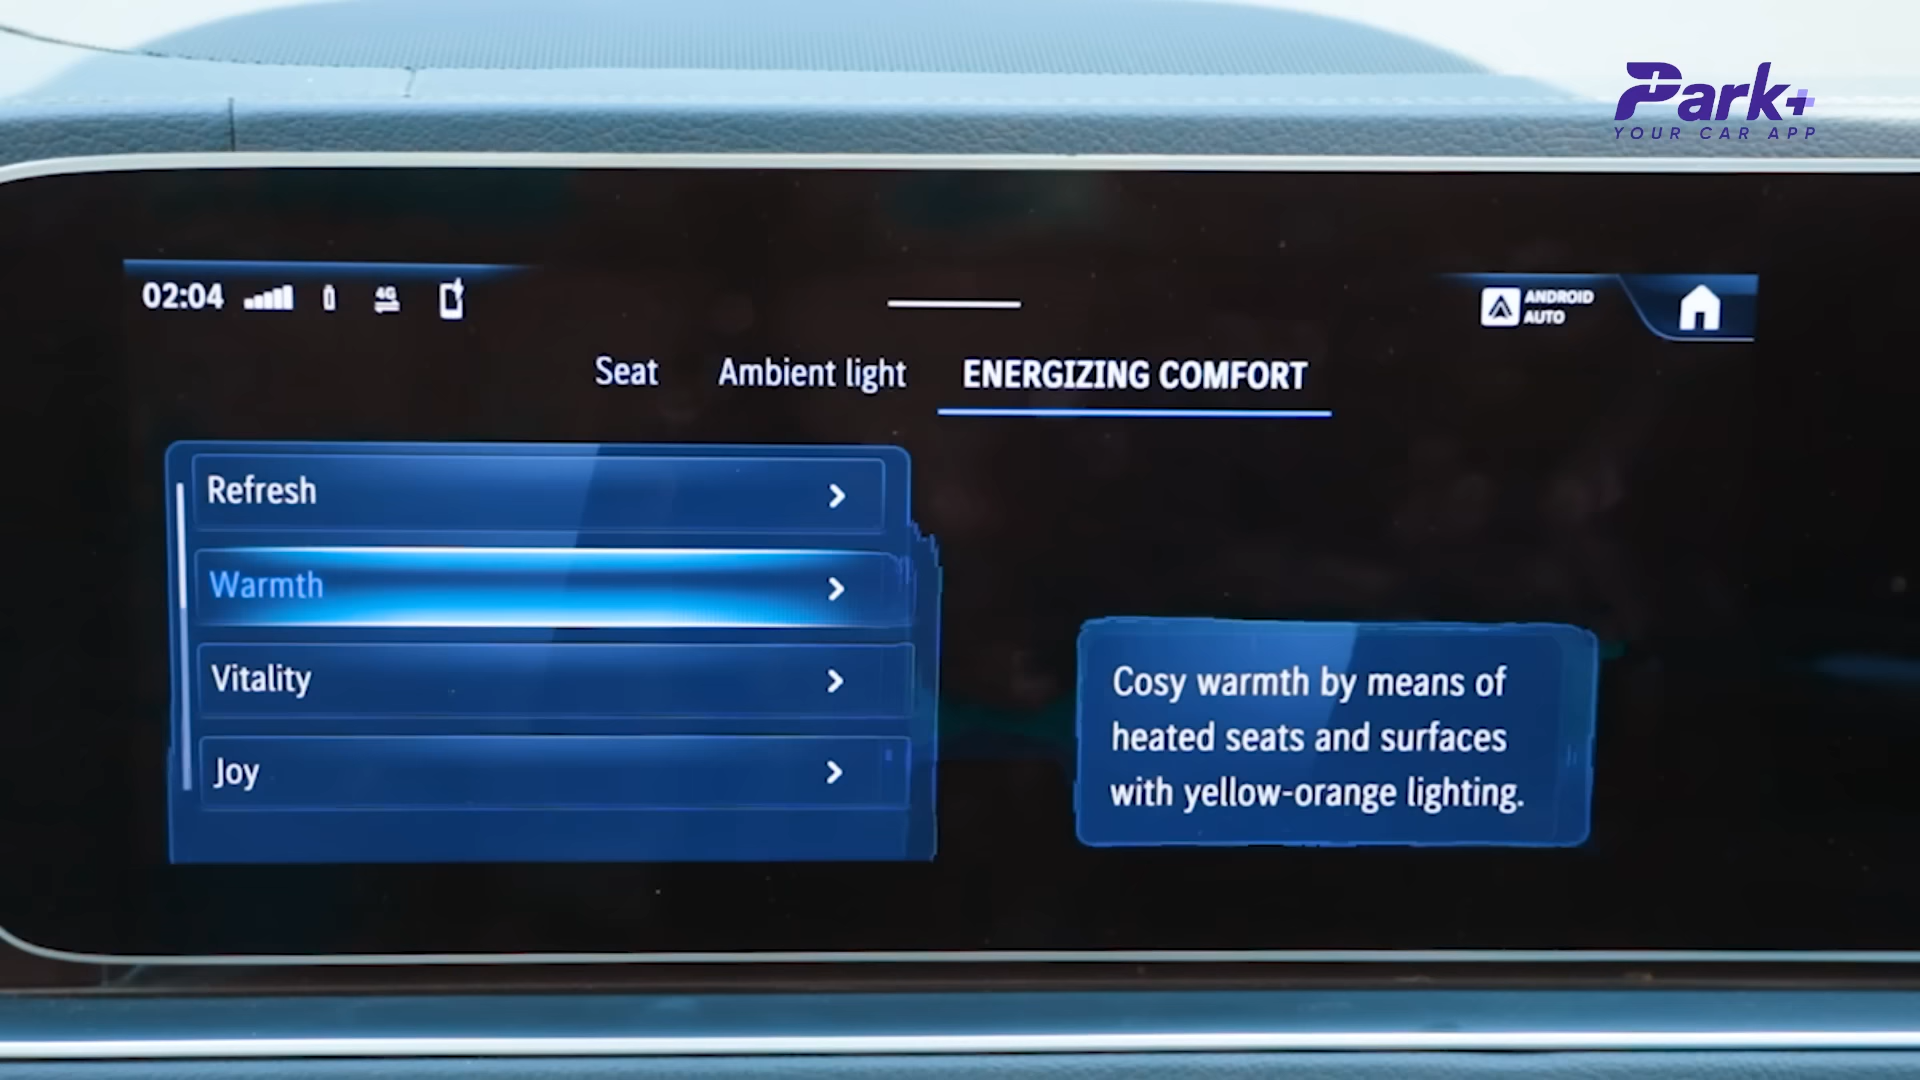 Park+
YOUR CAR APP
02:04
4G
ANDROID
AUTO
Seat
Ambient light
ENERGIZING COMFORT
Refresh
Warmth
Vitality
Joy
Cosy warmth by means of
heated seats and surfaces
with yellow-orange lighting.